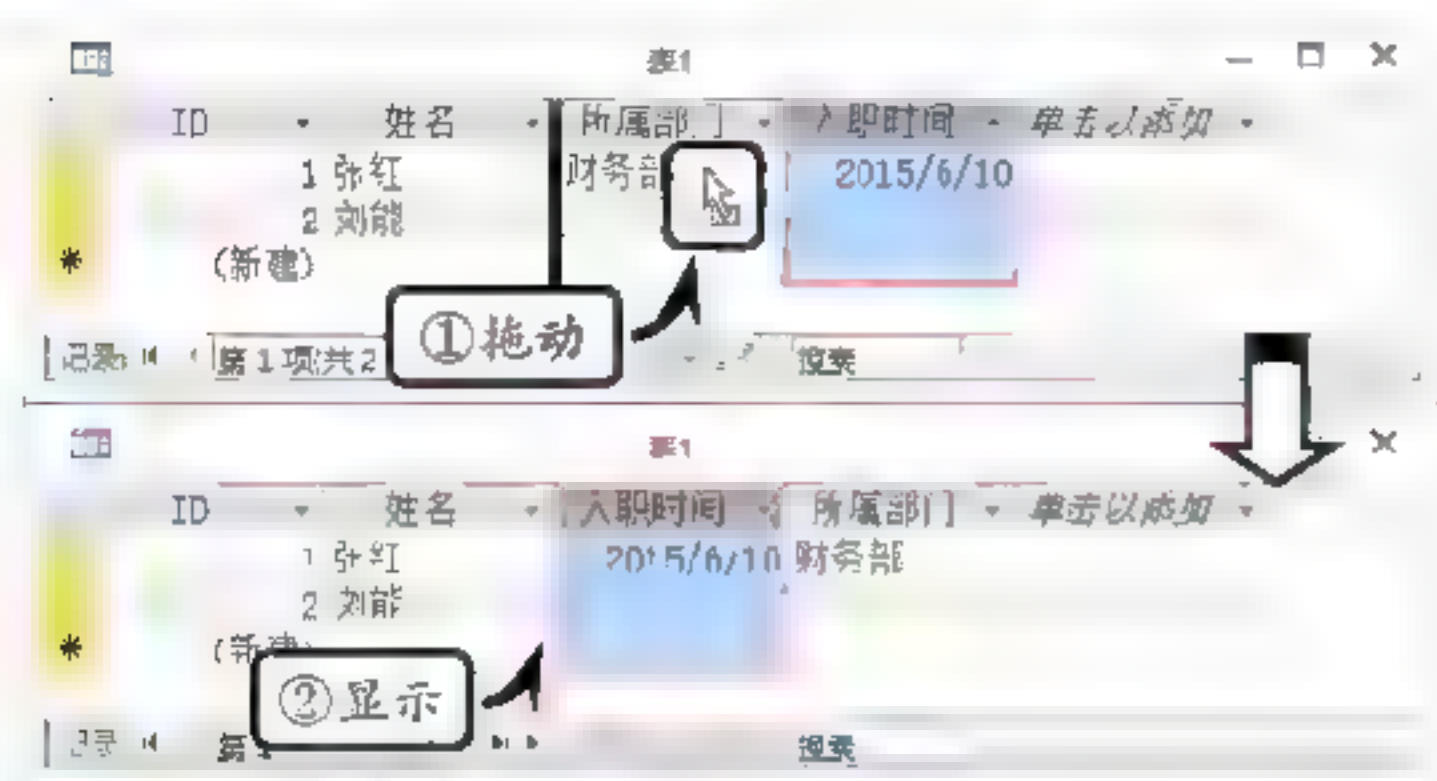 表1
ID 姓名 所属部门 入职时间 单击以添加
1 张红 财务部 2015/6/10
2 刘能
* (新建)
①拖动
记录 第1项(共2 搜索
表1
ID 姓名 入职时间 所属部门 单击以添加
1 张红 2015/6/10 财务部
2 刘能
* (新建)
②显示
记录 第1 搜索